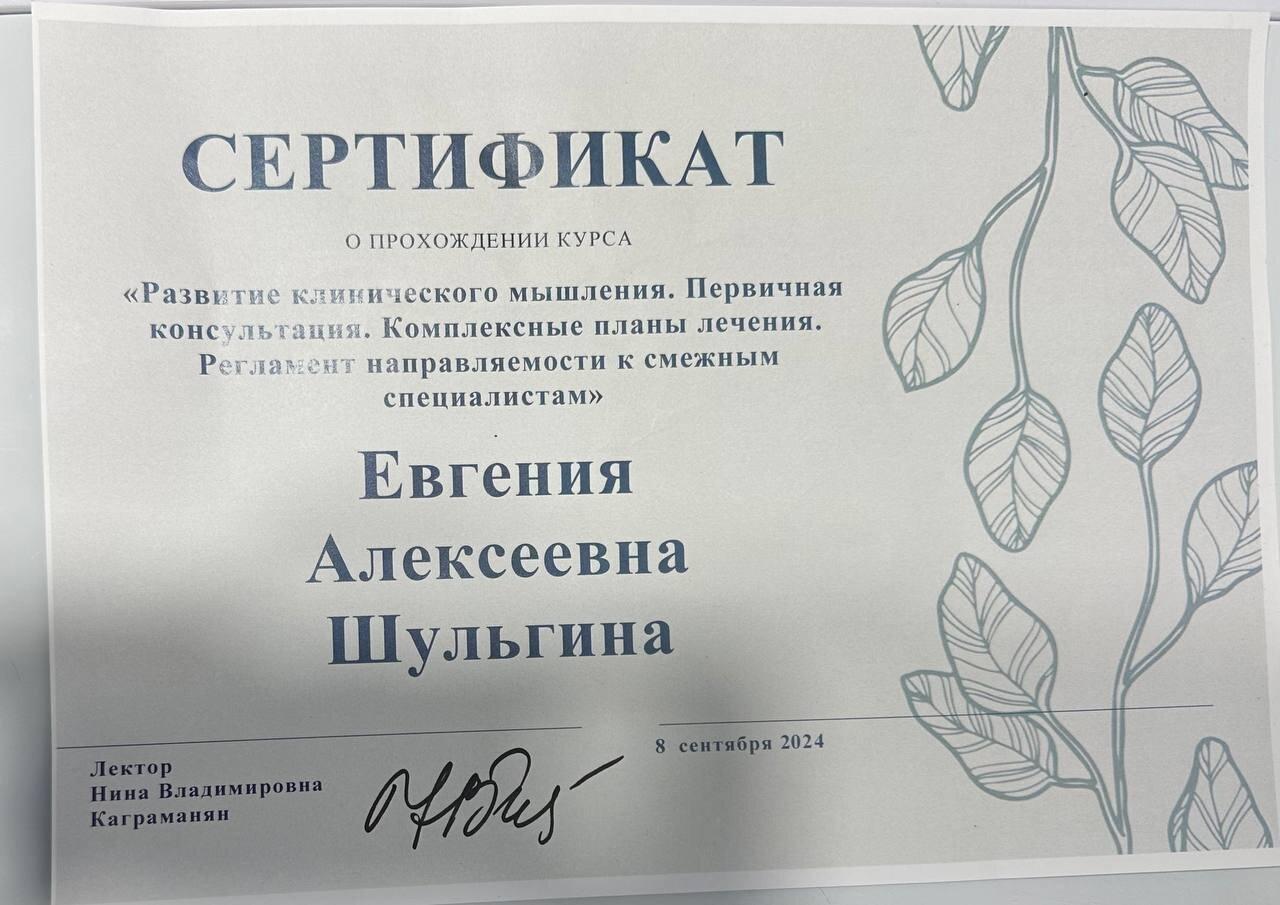 СЕРТИФИКАТ
О ПРОХОЖДЕНИИ КУРСА
«Развитие клинического мышления. Первичная
консультация. Комплексные планы лечения.
Регламент направляемости к смежным
специалистам»
Евгения
Алексеевна
Шульгина
8 сентября 2024
Лектор
Нина Владимировна
Каграманян